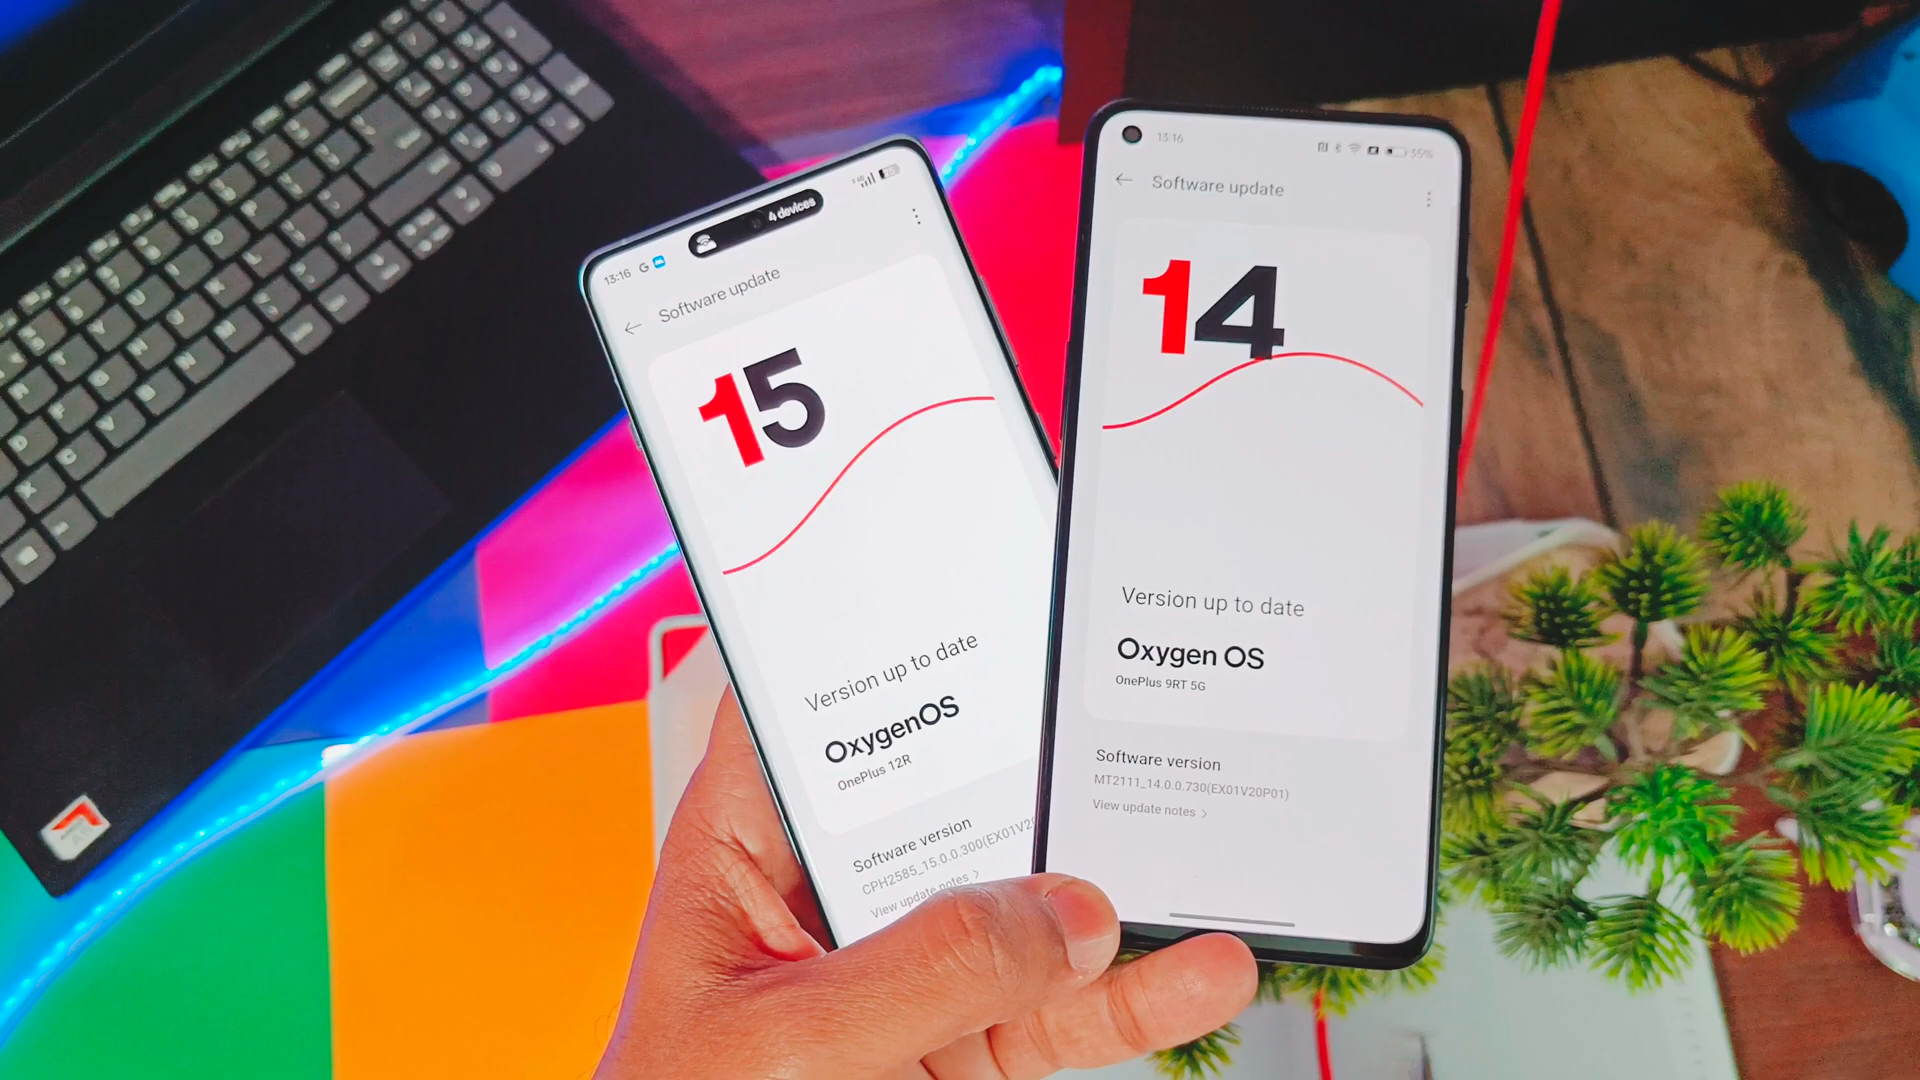 13:16 G
4 devices
Software update
15
Version up to date
OxygenOS
OnePlus 12R
Software version
CPH2585_15.0.0.300(EX01V20
View update notes >
13:16
35%
Software update
14
Version up to date
Oxygen OS
OnePlus 9RT 5G
Software version
MT2111_14.0.0.730(EX01V20P01)
View update notes >